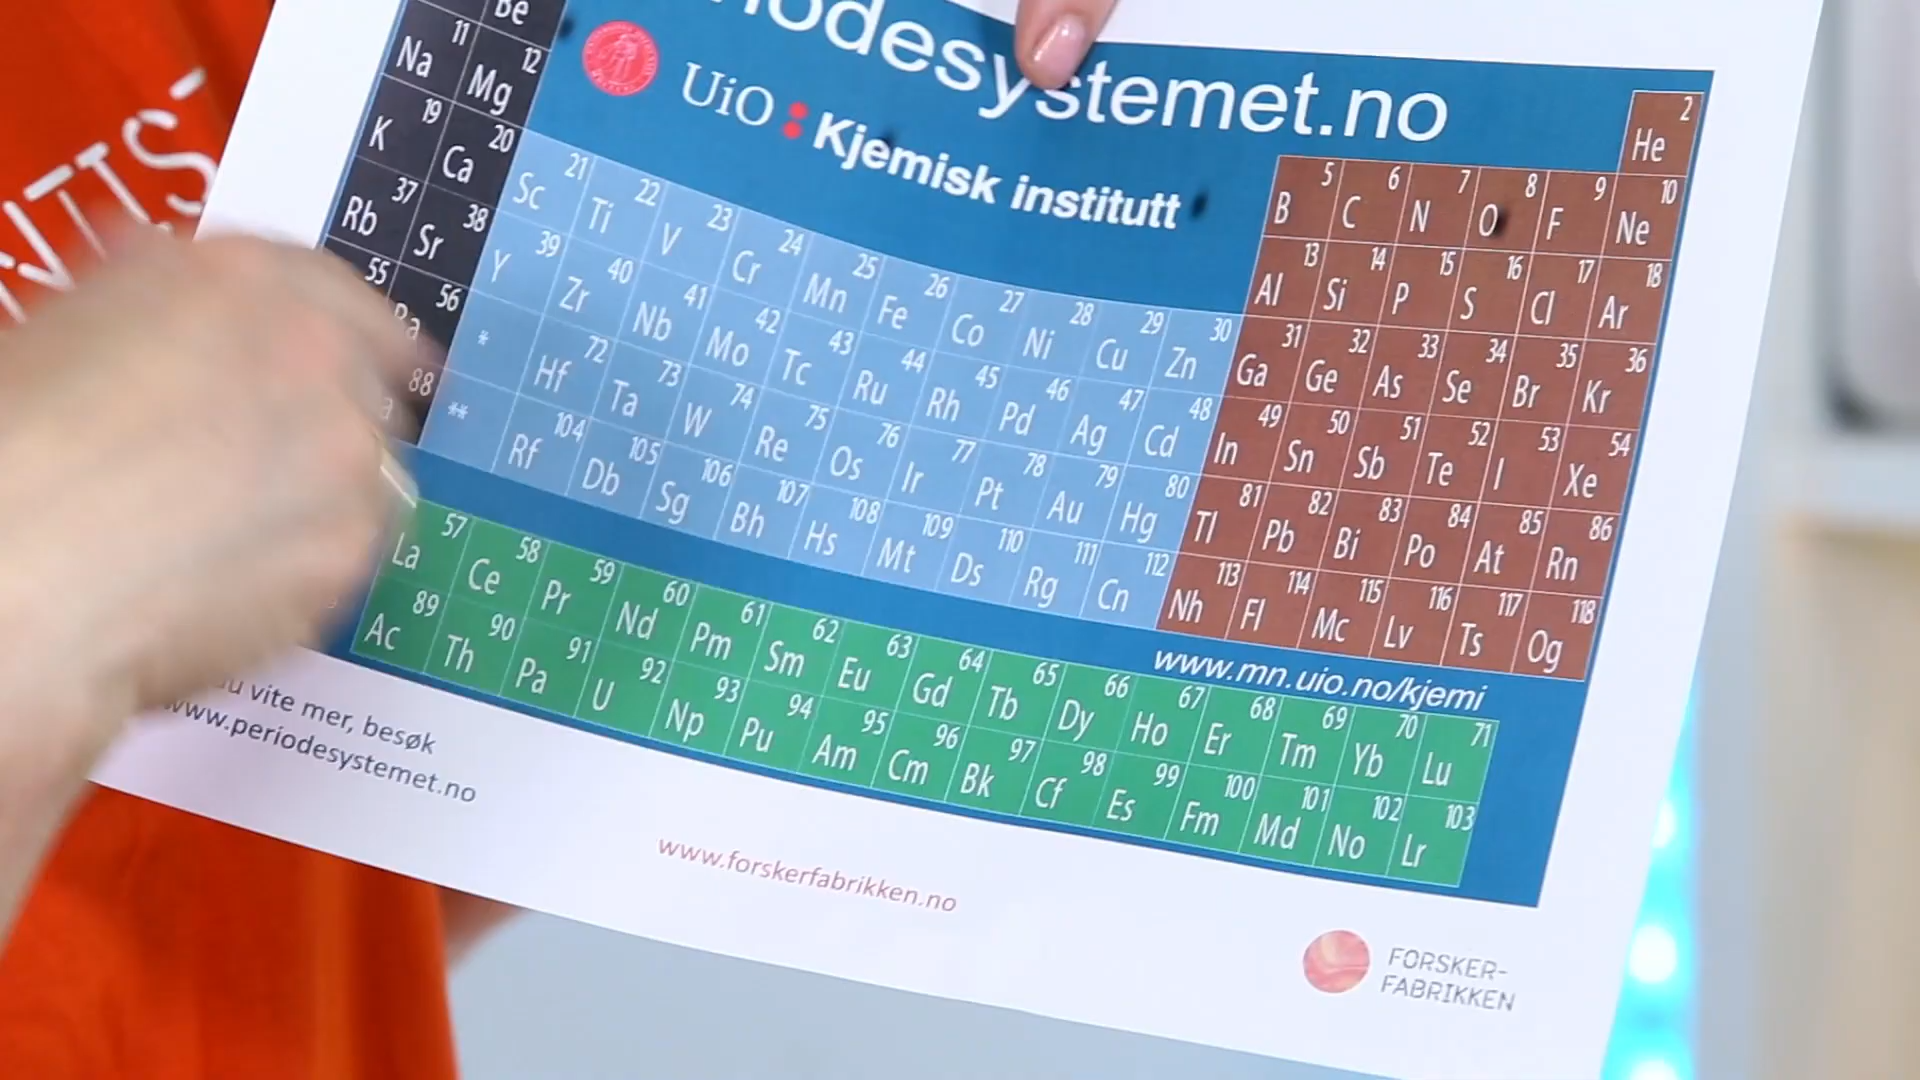 systemet.no
UiO : Kjemisk institutt
Be
2
He
11 12
Na Mg
5 6 7 8 9 10
B C N O F Ne
13 14 15 16 17 18
Al Si P S Cl Ar
19 20 21 22 23 24 25 26 27 28 29 30 31 32 33 34 35 36
K Ca Sc Ti V Cr Mn Fe Co Ni Cu Zn Ga Ge As Se Br Kr
37 38 39 40 41 42 43 44 45 46 47 48 49 50 51 52 53 54
Rb Sr Y Zr Nb Mo Tc Ru Rh Pd Ag Cd In Sn Sb Te I Xe
55 56 72 73 74 75 76 77 78 79 80 81 82 83 84 85 86
Ba * Hf Ta W Re Os Ir Pt Au Hg Tl Pb Bi Po At Rn
88 104 105 106 107 108 109 110 111 112 113 114 115 116 117 118
** Rf Db Sg Bh Hs Mt Ds Rg Cn Nh Fl Mc Lv Ts Og
www.mn.uio.no/kjemi
57 58 59 60 61 62 63 64 65 66 67 68 69 70 71
La Ce Pr Nd Pm Sm Eu Gd Tb Dy Ho Er Tm Yb Lu
89 90 91 92 93 94 95 96 97 98 99 100 101 102 103
Ac Th Pa U Np Pu Am Cm Bk Cf Es Fm Md No Lr
du vite mer, besøk
www.periodesystemet.no
www.forskerfabrikken.no
FORSKER-
FABRIKKEN